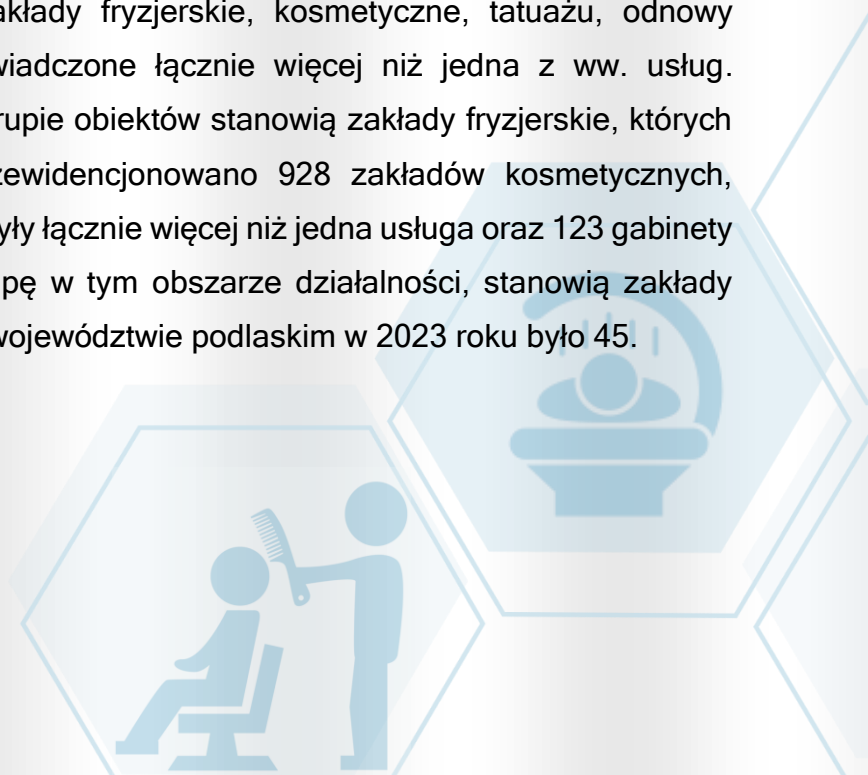 akłady fryzjerskie, kosmetyczne, tatuażu, odnowy
wiadczone łącznie więcej niż jedna z ww. usług.
rupie obiektów stanowią zakłady fryzjerskie, których
zewidencjonowano 928 zakładów kosmetycznych,
yły łącznie więcej niż jedna usługa oraz 123 gabinety
pę w tym obszarze działalności, stanowią zakłady
województwie podlaskim w 2023 roku było 45.